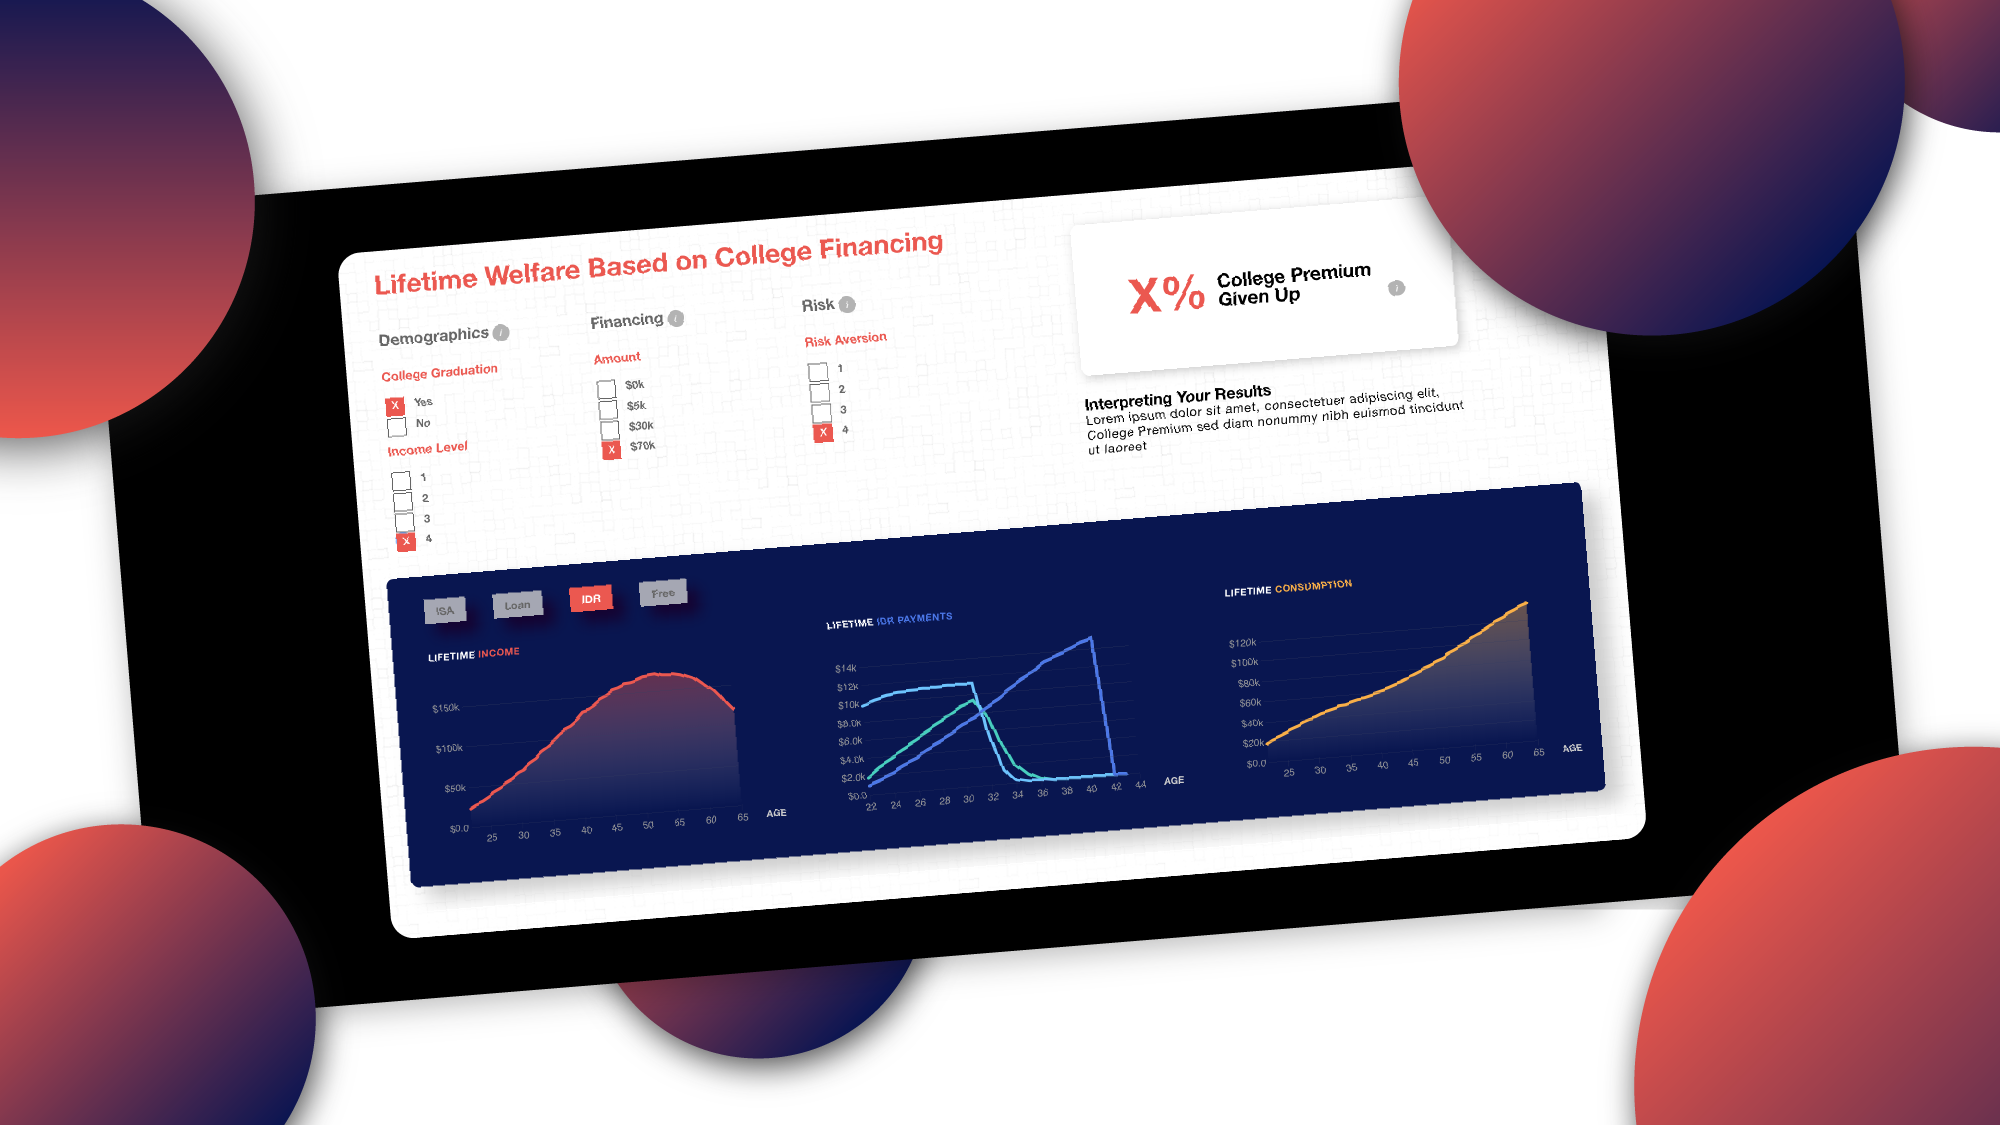 Lifetime Welfare Based on College Financing
Demographics i
College Graduation
X Yes
No
Income Level
1
2
3
X 4
Financing i
Amount
$0k
$5k
$30k
X $70k
Risk i
Risk Aversion
1
2
3
X 4
X% College Premium
Given Up i
Interpreting Your Results
Lorem ipsum dolor sit amet, consectetuer adipiscing elit,
College Premium sed diam nonummy nibh euismod tincidunt
ut laoreet
ISA Loan IDR Free
LIFETIME INCOME
$150k
$100k
$50k
$0.0
25 30 35 40 45 50 55 60 65 AGE
LIFETIME IDR PAYMENTS
$14k
$12k
$10k
$8.0k
$6.0k
$4.0k
$2.0k
$0.0
22 24 26 28 30 32 34 36 38 40 42 44 AGE
LIFETIME CONSUMPTION
$120k
$100k
$80k
$60k
$40k
$20k
$0.0
25 30 35 40 45 50 55 60 65 AGE